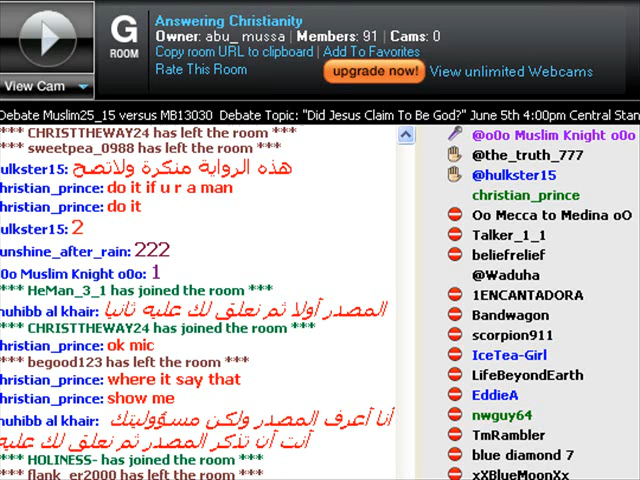 G
ROOM
View Cam
Answering Christianity
Owner: abu_ mussa | Members: 91 | Cams: 0
Copy room URL to clipboard | Add To Favorites
Rate This Room
upgrade now!
View unlimited Webcams
Debate Muslim25_15 versus MB13030 Debate Topic: "Did Jesus Claim To Be God?" June 5th 4:00pm Central Stan
*** CHRISTTHEWAY24 has left the room ***
*** sweetpea_0988 has left the room ***
ulkster15: هذه الرواية منكرة ولاتصح
hristian_prince: do it if u r a man
hristian_prince: do it
ulkster15: 2
unshine_after_rain: 222
0o Muslim Knight o0o: 1
*** HeMan_3_1 has joined the room ***
nuhibb al khair: المصدر أولا ثم نعلق لك عليه ثانيا
*** CHRISTTHEWAY24 has joined the room ***
hristian_prince: ok mic
*** begood123 has left the room ***
hristian_prince: where it say that
hristian_prince: show me
nuhibb al khair: أنا أعرف المصدر ولكن مسؤوليتك
أنت أن تذكر المصدر ثم نعلق لك عليه
*** HOLINESS- has joined the room ***
*** flank_er2000 has left the room ***
@o0o Muslim Knight o0o
@the_truth_777
@hulkster15
christian_prince
Oo Mecca to Medina oO
Talker_1_1
beliefrelief
@Waduha
1ENCANTADORA
Bandwagon
scorpion911
IceTea-Girl
LifeBeyondEarth
EddieA
nwguy64
TmRambler
blue diamond 7
xXBlueMoonXx